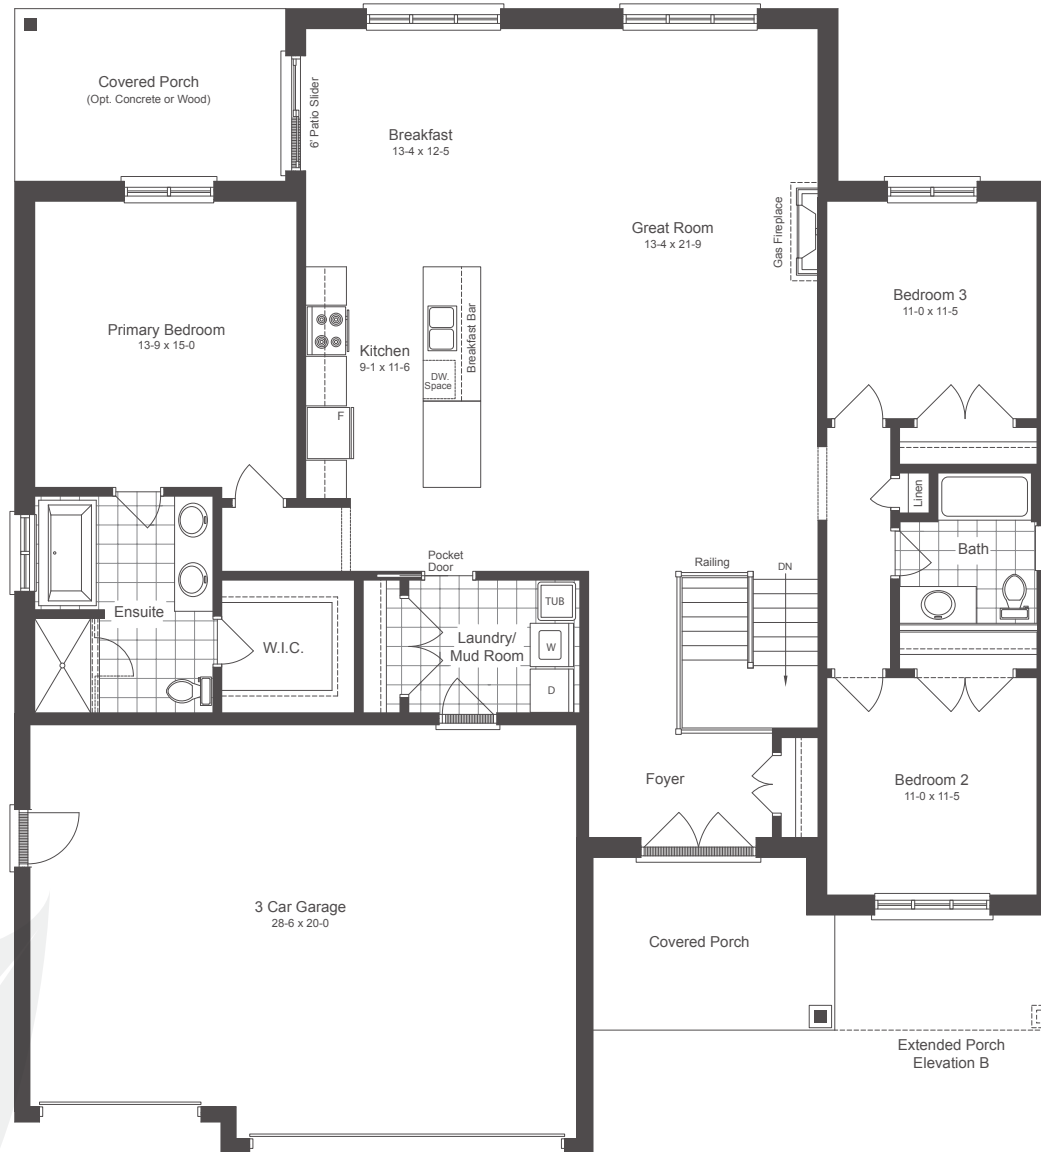 Covered Porch
(Opt. Concrete or Wood)
6' Patio Slider
Breakfast
13-4 x 12-5
Great Room
13-4 x 21-9
Gas Fireplace
Bedroom 3
11-0 x 11-5
Primary Bedroom
13-9 x 15-0
Kitchen
9-1 x 11-6
Breakfast Bar
DW.
Space
F
Linen
Bath
Pocket
Door
Railing
DN
Ensuite
W.I.C.
Laundry/
Mud Room
TUB
W
D
Foyer
Bedroom 2
11-0 x 11-5
3 Car Garage
28-6 x 20-0
Covered Porch
Extended Porch
Elevation B